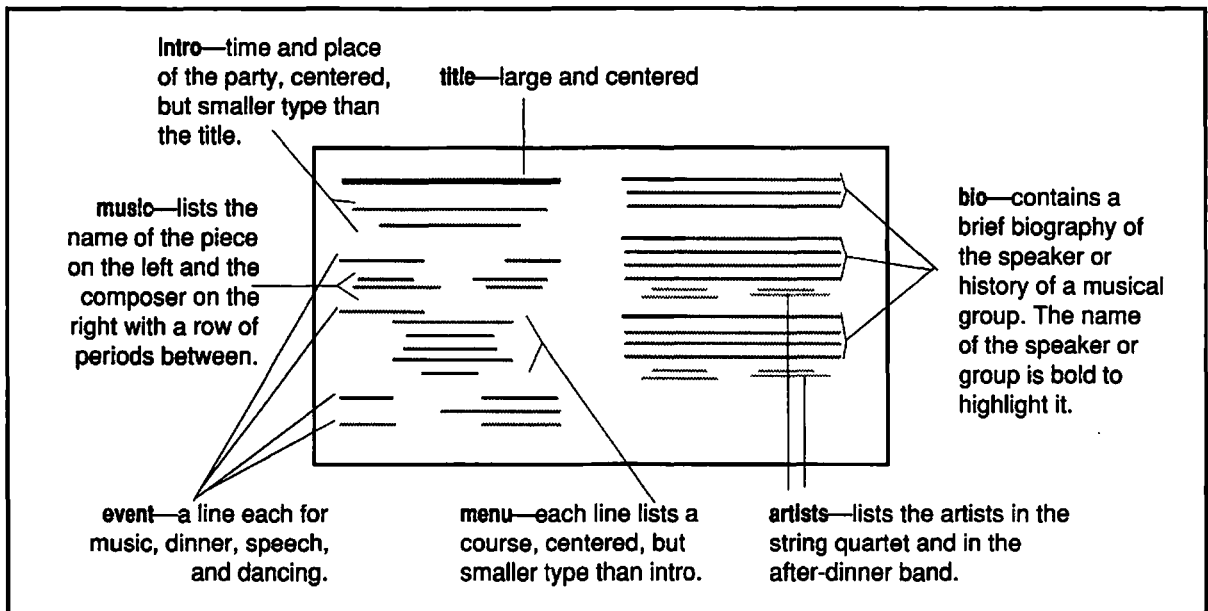 Intro—time and place
of the party, centered,
but smaller type than
the title.
title—large and centered
music—lists the
name of the piece
on the left and the
composer on the
right with a row of
periods between.
bio—contains a
brief biography of
the speaker or
history of a musical
group. The name
of the speaker or
group is bold to
highlight it.
event—a line each for
music, dinner, speech,
and dancing.
menu—each line lists a
course, centered, but
smaller type than intro.
artists—lists the artists in the
string quartet and in the
after-dinner band.